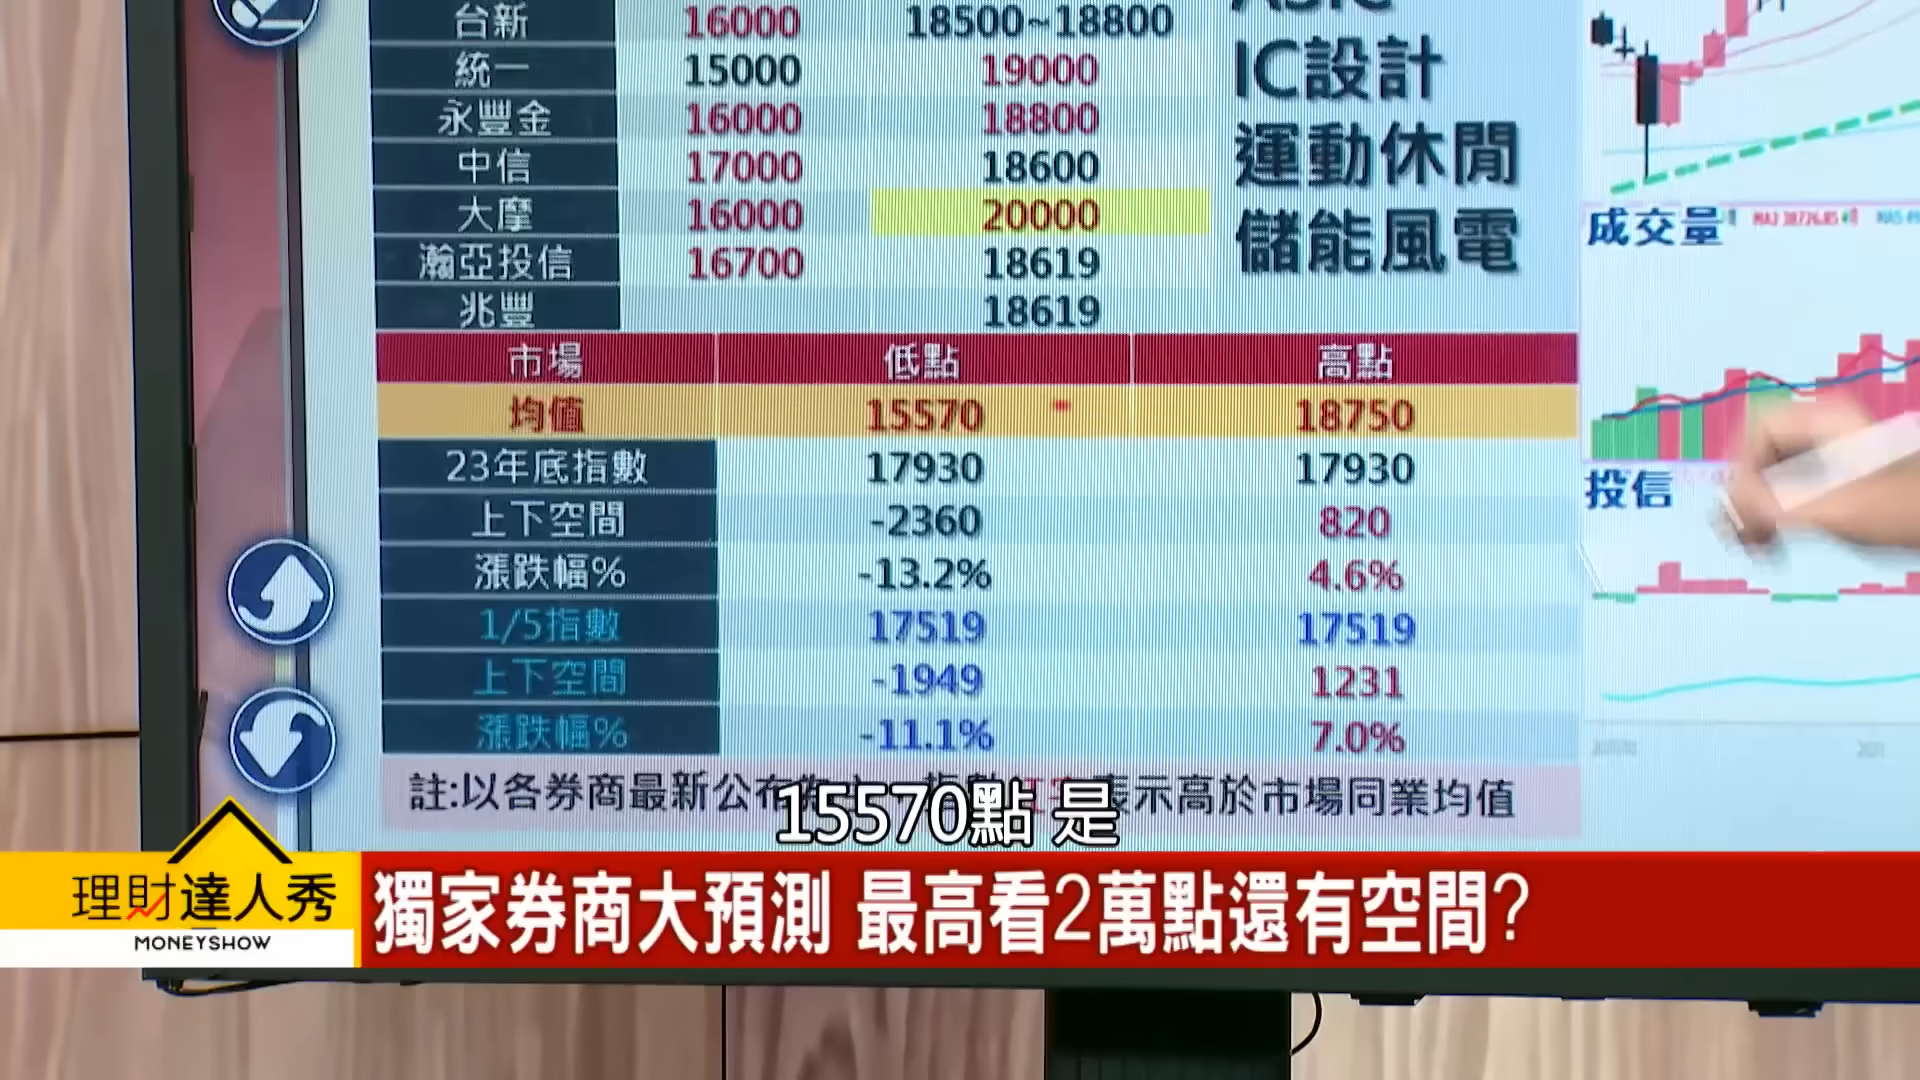 台新 16000 18500~18800
統一 15000 19000
永豐金 16000 18800
中信 17000 18600
大摩 16000 20000
瀚亞投信 16700 18619
兆豐 18619
IC設計
運動休閒
儲能風電
市場 低點 高點
均值 15570 18750
23年底指數 17930 17930
上下空間 -2360 820
漲跌幅% -13.2% 4.6%
1/5指數 17519 17519
上下空間 -1949 1231
漲跌幅% -11.1% 7.0%
註:以各券商最新公布 表示高於市場同業均值
成交量
投信
15570點 是
理財達人秀
MONEYSHOW
獨家券商大預測 最高看2萬點還有空間?